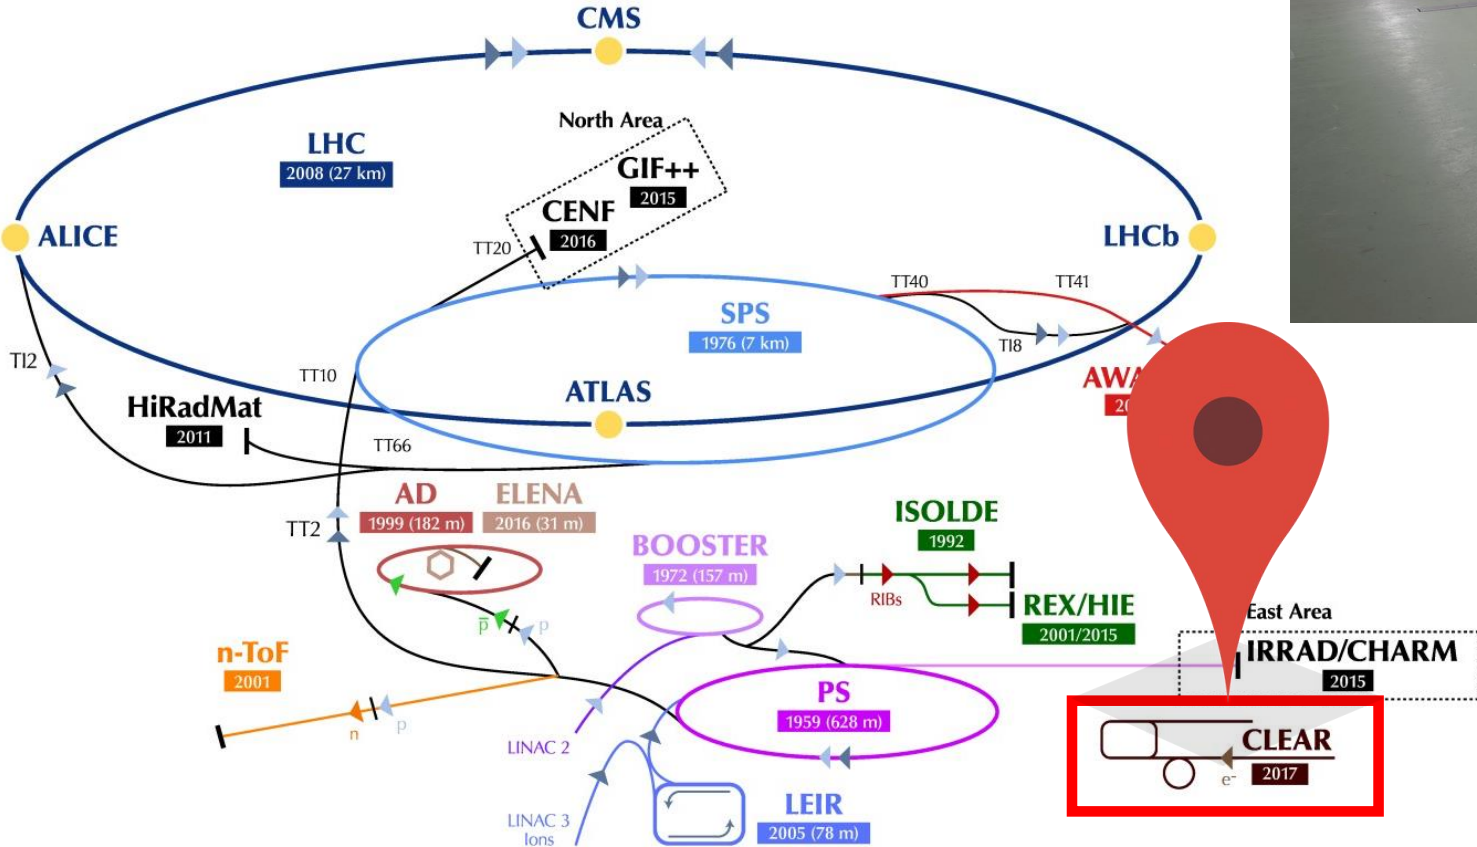 CMS
North Area
LHC
2008 (27 km)
GIF++
2015
CENF
2016
ALICE
LHCb
TT20
TT40
TT41
SPS
1976 (7 km)
TI8
TI2
TT10
ATLAS
HiRadMat
2011
TT66
AD
1999 (182 m)
ELENA
2016 (31 m)
TT2
ISOLDE
1992
BOOSTER
1972 (157 m)
RIBs
REX/HIE
2001/2015
East Area
p̄
p
n-ToF
2001
IRRAD/CHARM
2015
PS
1959 (628 m)
n
p
LINAC 2
CLEAR
2017
e-
LEIR
2005 (78 m)
LINAC 3
Ions